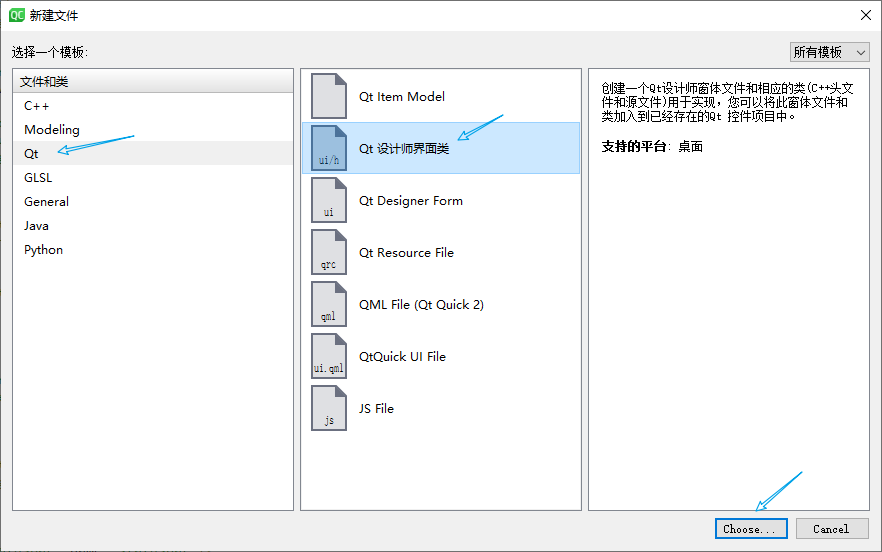 QC 新建文件
选择一个模板:
所有模板
文件和类
C++
Modeling
Qt
GLSL
General
Java
Python
Qt Item Model
ui/h
Qt 设计师界面类
ui
Qt Designer Form
qrc
Qt Resource File
qml
QML File (Qt Quick 2)
ui.qml
QtQuick UI File
js
JS File
创建一个Qt设计师窗体文件和相应的类(C++头文
件和源文件)用于实现，您可以将此窗体文件和
类加入到已经存在的Qt 控件项目中。
支持的平台: 桌面
Choose...
Cancel